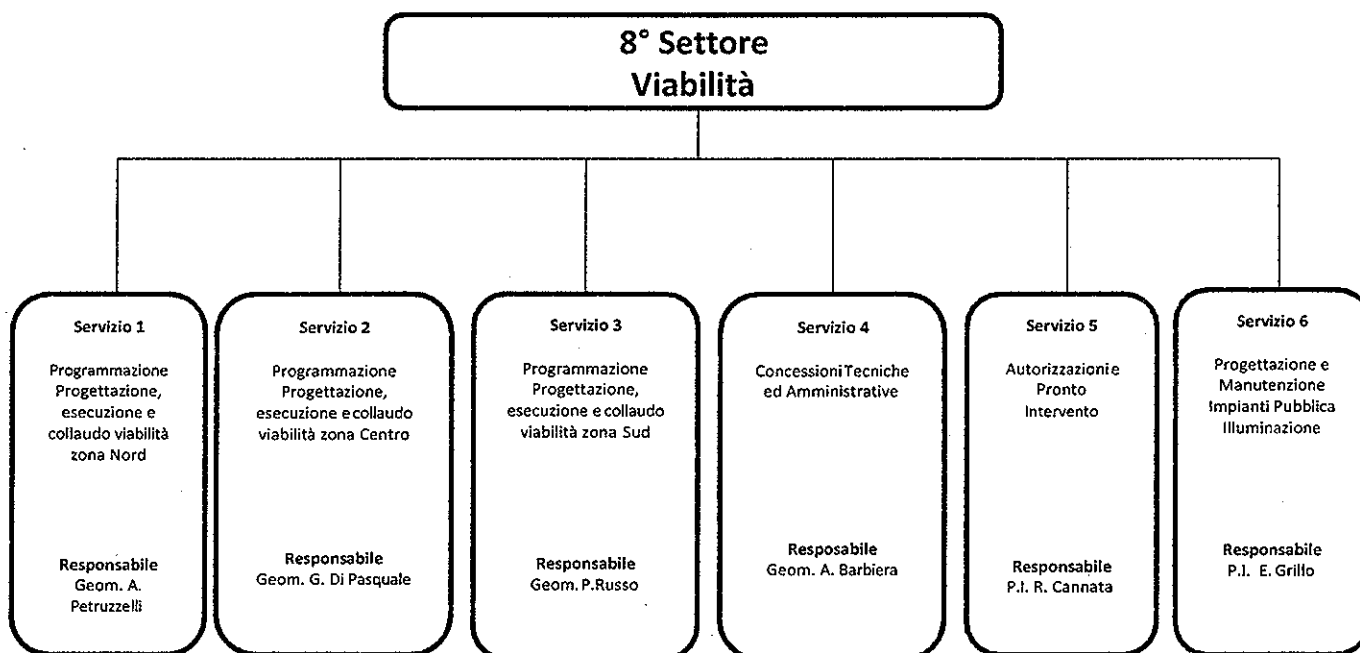 8° Settore
Viabilità
Servizio 1
Programmazione
Progettazione,
esecuzione e
collaudo viabilità
zona Nord
Responsabile
Geom. A.
Petruzzelli
Servizio 2
Programmazione
Progettazione,
esecuzione e collaudo
viabilità zona Centro
Responsabile
Geom. G. Di Pasquale
Servizio 3
Programmazione
Progettazione,
esecuzione e collaudo
viabilità zona Sud
Responsabile
Geom. P.Russo
Servizio 4
Concessioni Tecniche
ed Amministrative
Resposabile
Geom. A. Barbiera
Servizio 5
Autorizzazioni e
Pronto
Intervento
Responsabile
P.I. R. Cannata
Servizio 6
Progettazione e
Manutenzione
Impianti Pubblica
Illuminazione
Responsabile
P.I. E. Grillo